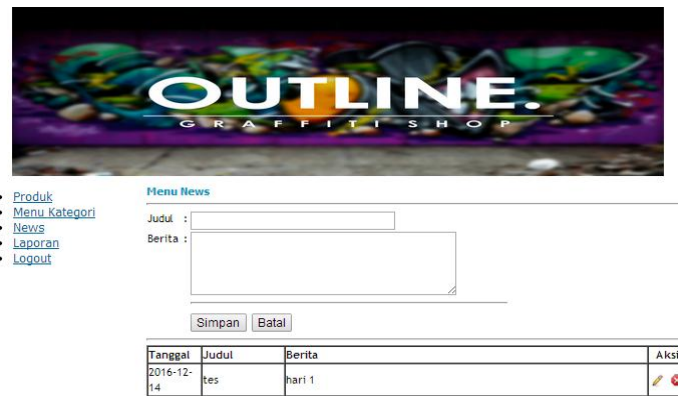 OUTLINE.
GRAFFITI SHOP
Produk
Menu Kategori
News
Laporan
Logout
Menu News
Judul :
Berita :
Simpan Batal
Tanggal Judul Berita Aksi
2016-12-14 tes hari 1